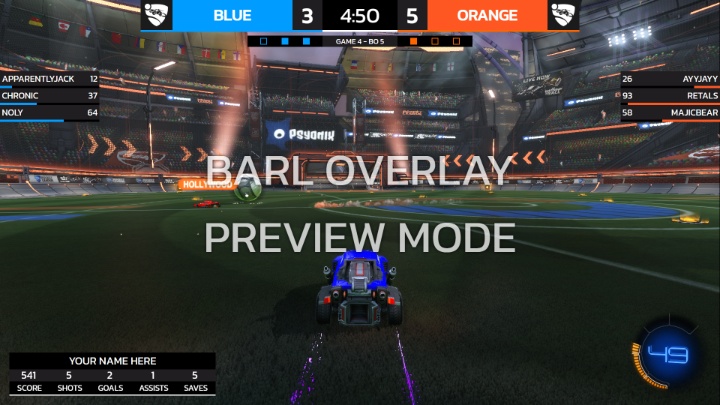 BLUE 3 4:50 5 ORANGE
GAME 4 - BO 5
APPARENTLYJACK 12
CHRONIC 37
NOLY 64
26 AYYJAYY
93 RETALS
58 MAJICBEAR
PSYONIX
HOLLYWOOD
BARL OVERLAY
PREVIEW MODE
49
YOUR NAME HERE
541 5 2 1 5
SCORE SHOTS GOALS ASSISTS SAVES